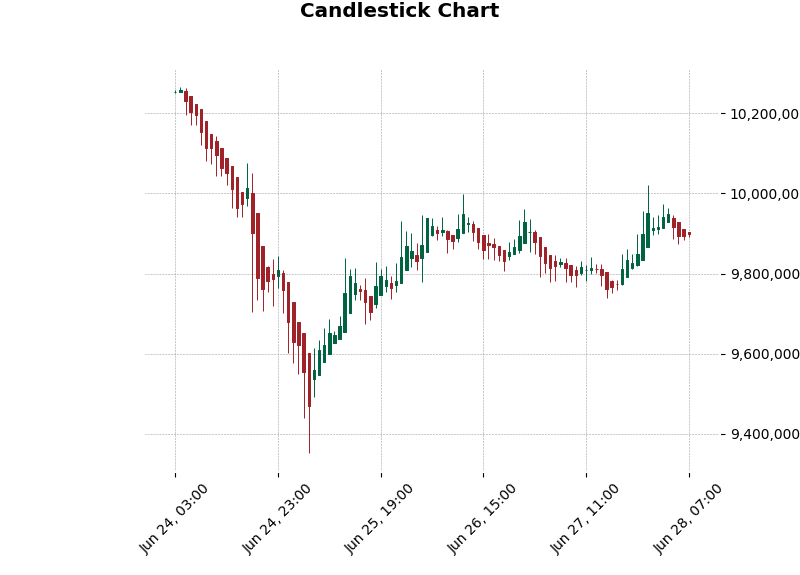 Candlestick Chart
10,200,00
10,000,00
9,800,000
9,600,000
9,400,000
Jun 24, 03:00
Jun 24, 23:00
Jun 25, 19:00
Jun 26, 15:00
Jun 27, 11:00
Jun 28, 07:00